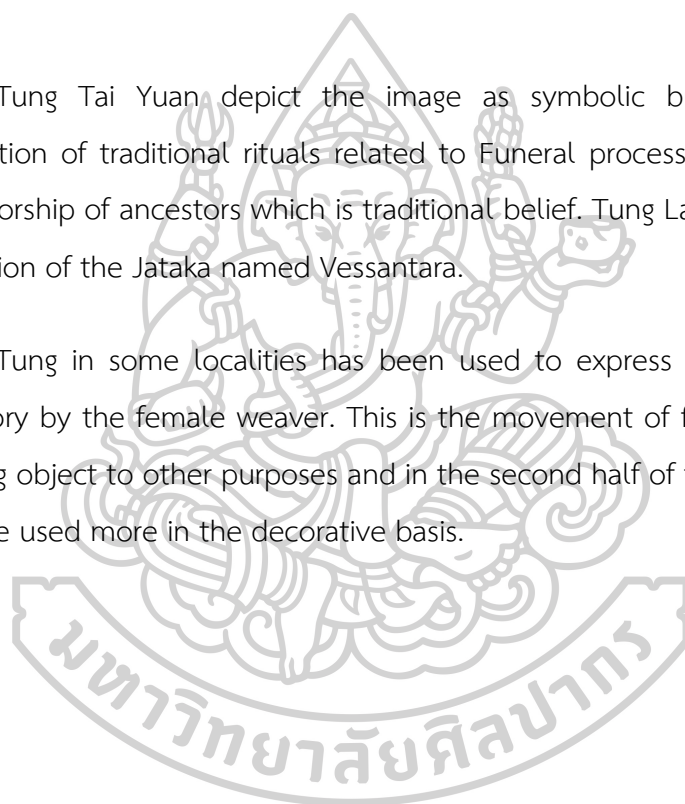 Tung Tai Yuan depict the image as symbolic b
tion of traditional rituals related to Funeral process
orship of ancestors which is traditional belief. Tung La
ion of the Jataka named Vessantara.
Tung in some localities has been used to express
ory by the female weaver. This is the movement of f
g object to other purposes and in the second half of
e used more in the decorative basis.
มหาวิทยาลัยศิลปากร